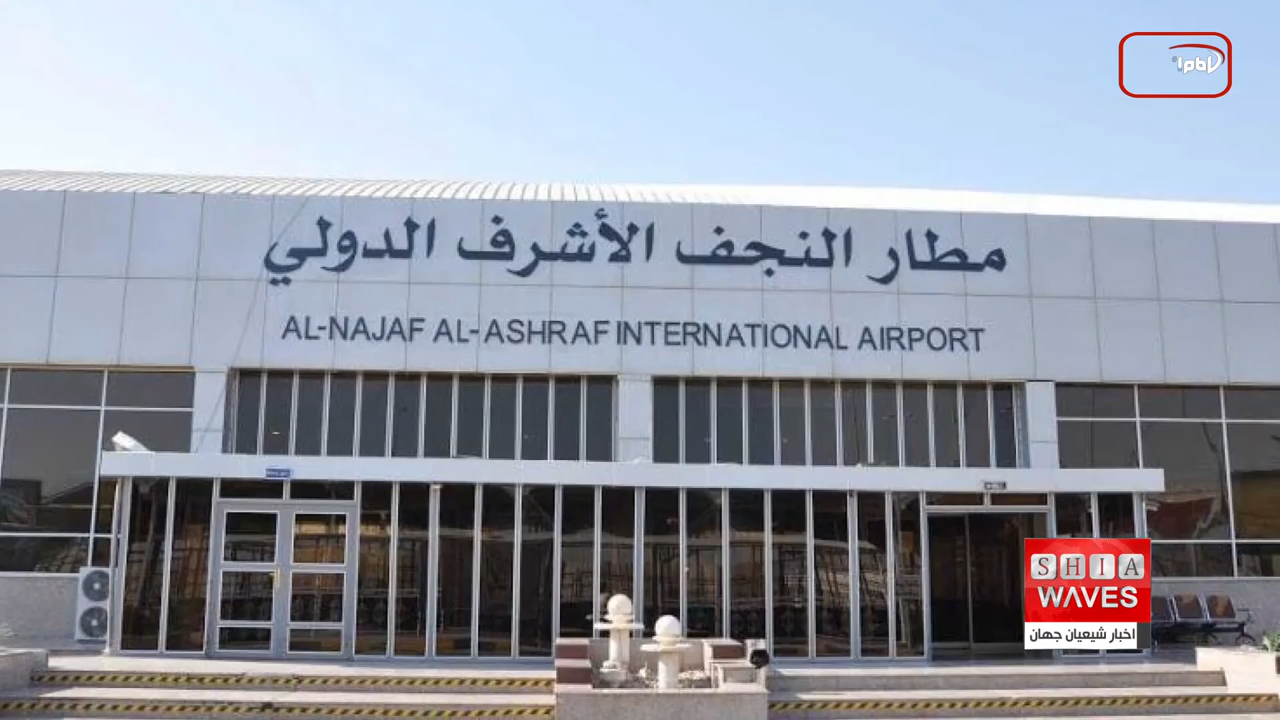 مطار النجف الأشرف الدولي
AL-NAJAF AL-ASHRAF INTERNATIONAL AIRPORT
SHIA
WAVES
اخبار شیعیان جهان